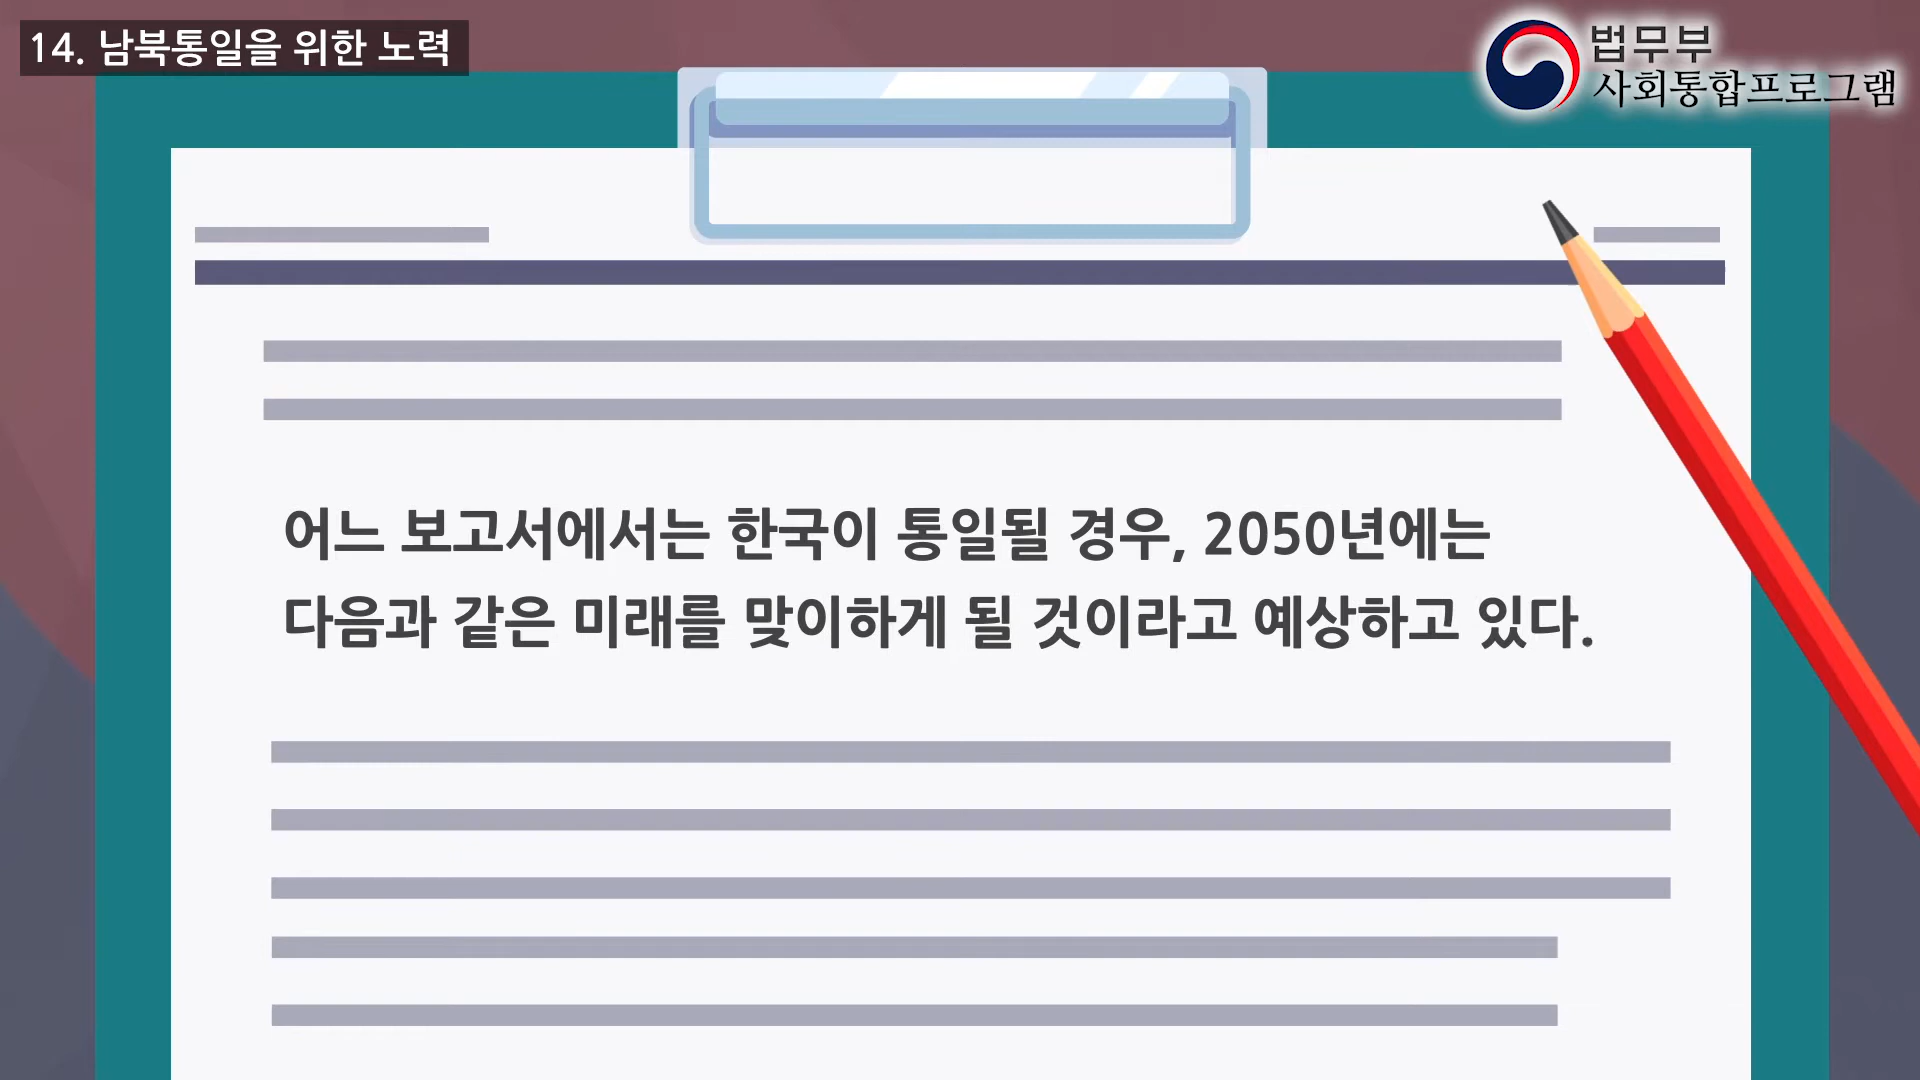 14. 남북통일을 위한 노력
법무부
사회통합프로그램
어느 보고서에서는 한국이 통일될 경우, 2050년에는
다음과 같은 미래를 맞이하게 될 것이라고 예상하고 있다.